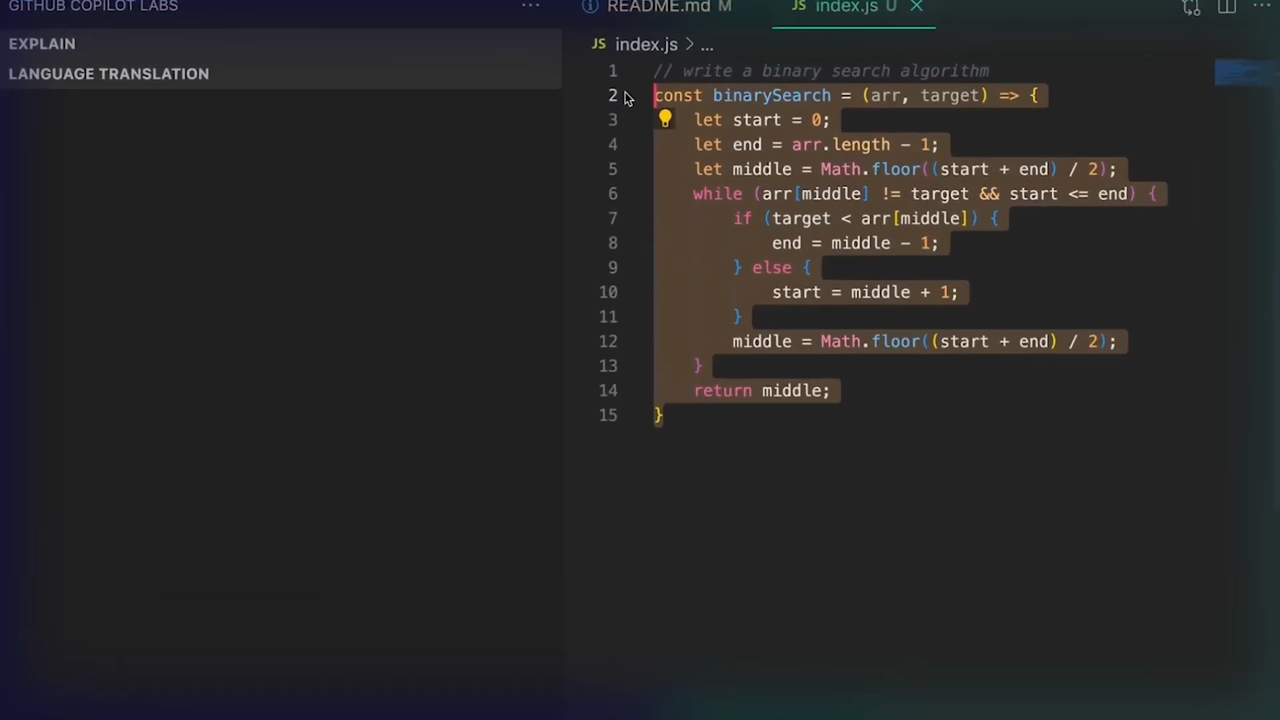 GITHUB COPILOT LABS ...
EXPLAIN
LANGUAGE TRANSLATION
README.md M
JS index.js U
JS index.js > ...
1 // write a binary search algorithm
2 const binarySearch = (arr, target) => {
3 let start = 0;
4 let end = arr.length - 1;
5 let middle = Math.floor((start + end) / 2);
6 while (arr[middle] != target && start <= end) {
7 if (target < arr[middle]) {
8 end = middle - 1;
9 } else {
10 start = middle + 1;
11 }
12 middle = Math.floor((start + end) / 2);
13 }
14 return middle;
15 }